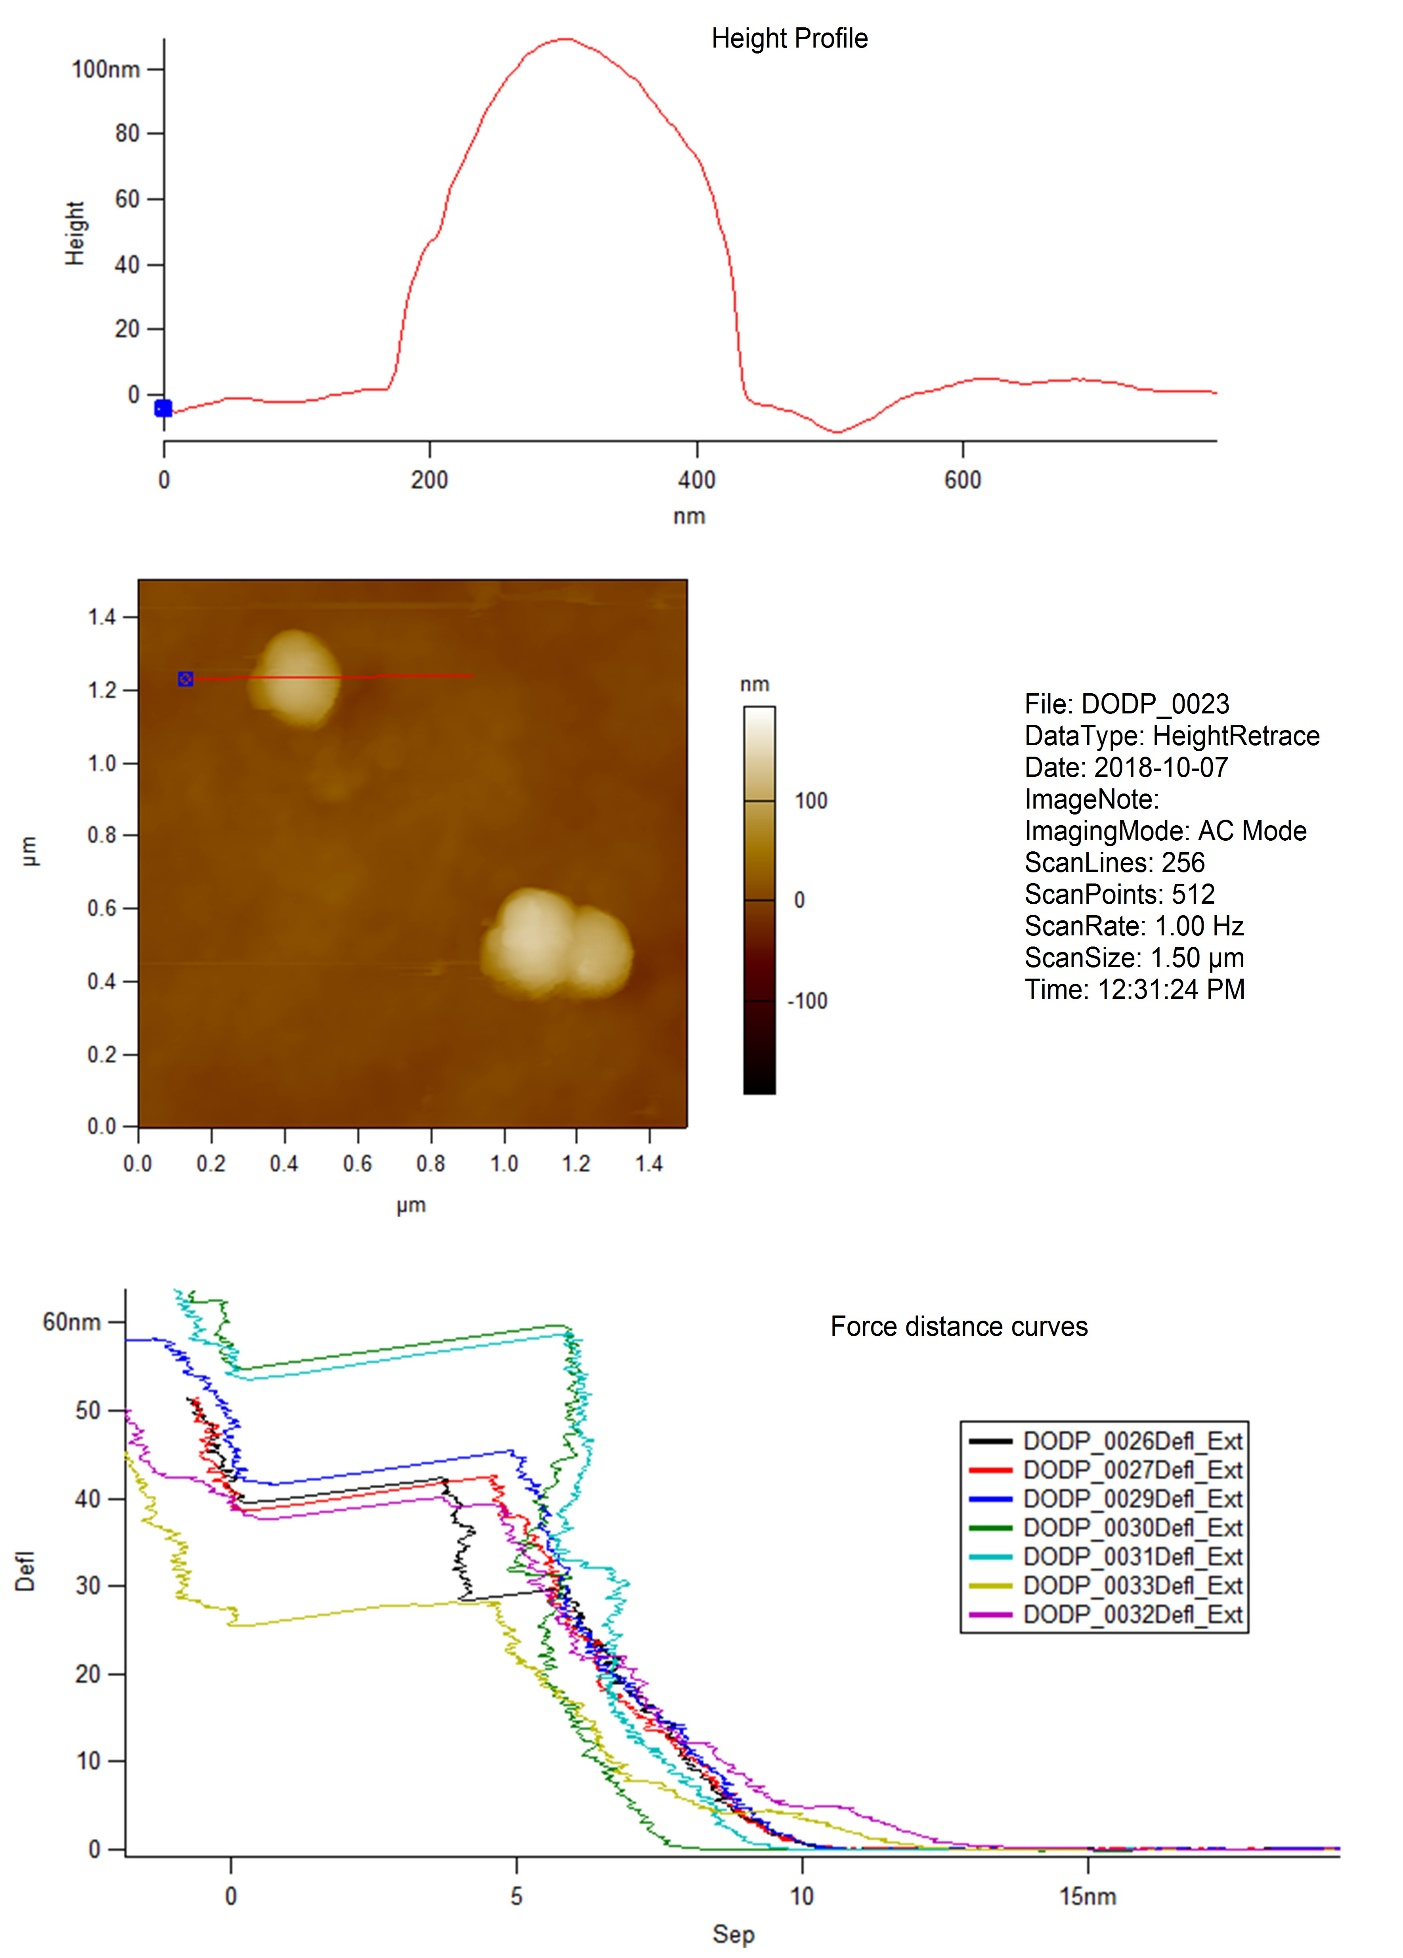 Height Profile
100nm
80
60
40
20
0
Height
0 200 400 600
nm
1.4
1.2
1.0
0.8
0.6
0.4
0.2
0.0
µm
0.0 0.2 0.4 0.6 0.8 1.0 1.2 1.4
µm
nm
100
0
-100
File: DODP_0023
DataType: HeightRetrace
Date: 2018-10-07
ImageNote:
ImagingMode: AC Mode
ScanLines: 256
ScanPoints: 512
ScanRate: 1.00 Hz
ScanSize: 1.50 µm
Time: 12:31:24 PM
Force distance curves
60nm
50
40
30
20
10
0
Defl
DODP_0026Defl_Ext
DODP_0027Defl_Ext
DODP_0029Defl_Ext
DODP_0030Defl_Ext
DODP_0031Defl_Ext
DODP_0033Defl_Ext
DODP_0032Defl_Ext
0 5 10 15nm
Sep